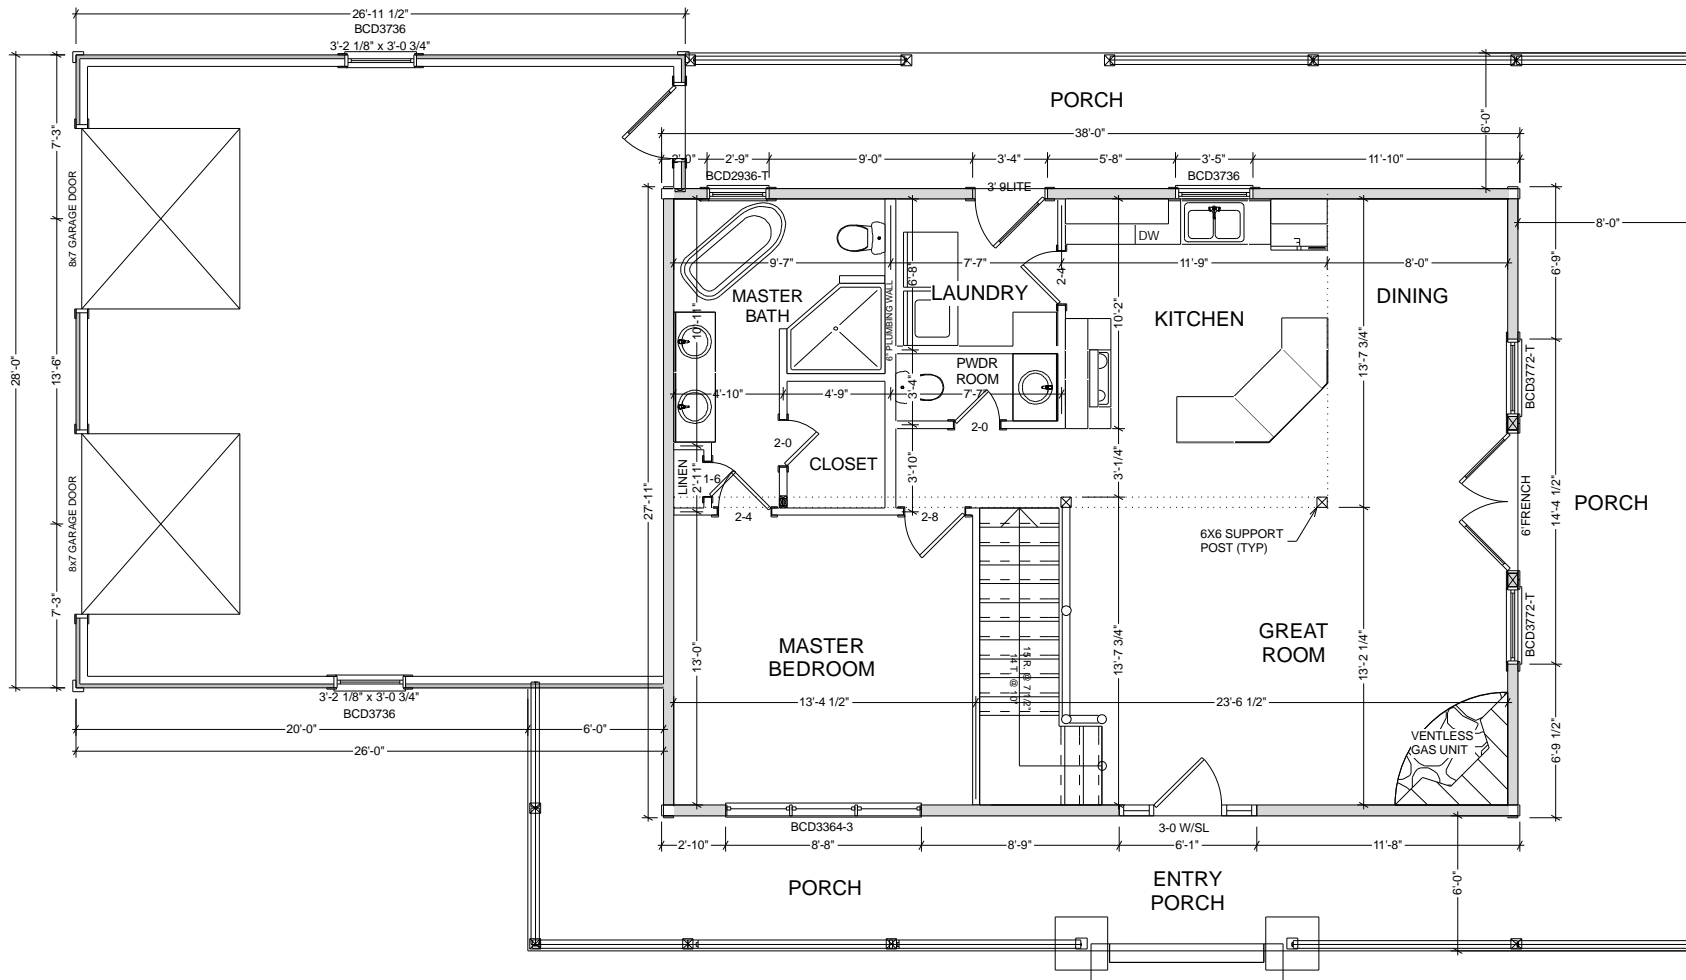 26'-11 1/2"
BCD3736
3'-2 1/8" x 3'-0 3/4"
PORCH
38'-0"
6'-0"
2'-0"
2'-9"
9'-0"
3'-4"
5'-8"
3'-5"
11'-10"
BCD2936-T
3' 9LITE
BCD3736
7'-3"
8x7 GARAGE DOOR
28'-0"
13'-6"
8x7 GARAGE DOOR
7'-3"
27'-11"
DW
8'-0"
6'-9"
9'-7"
7'-7"
2-4
11'-9"
8'-0"
6'-8"
MASTER
BATH
LAUNDRY
DINING
KITCHEN
10'-11"
10'-2"
6" PLUMBING WALL
13'-7 3/4"
BCD3772-T
PWDR
ROOM
3'-4"
4'-10"
4'-9"
7'-7"
2-0
2-0
CLOSET
LINEN
2'-11"
1-6
3'-10"
3'-1/4"
2-4
2-8
6X6 SUPPORT
POST (TYP)
6'FRENCH
14'-4 1/2"
PORCH
MASTER
BEDROOM
GREAT
ROOM
13'-0"
15 R. @ 7 1/2"
14 T @ 10"
13'-7 3/4"
13'-2 1/4"
BCD3772-T
3'-2 1/8" x 3'-0 3/4"
BCD3736
20'-0"
6'-0"
26'-0"
13'-4 1/2"
23'-6 1/2"
6'-9 1/2"
VENTLESS
GAS UNIT
BCD3364-3
3-0 W/SL
2'-10"
8'-8"
8'-9"
6'-1"
11'-8"
6'-0"
PORCH
ENTRY
PORCH